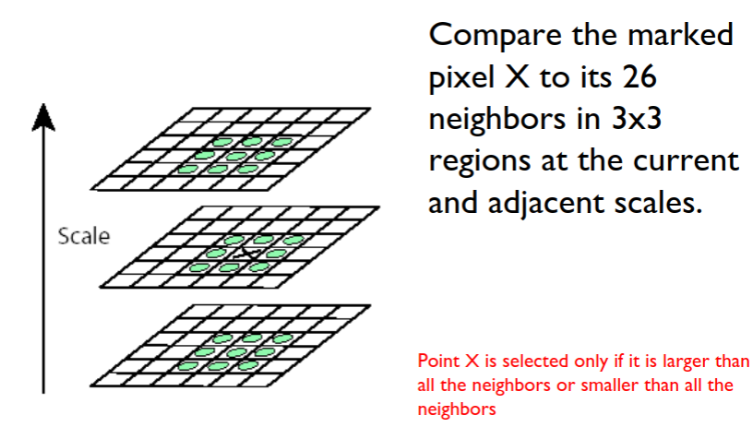 Compare the marked
pixel X to its 26
neighbors in 3x3
regions at the current
and adjacent scales.
Scale
X
Point X is selected only if it is larger than
all the neighbors or smaller than all the
neighbors